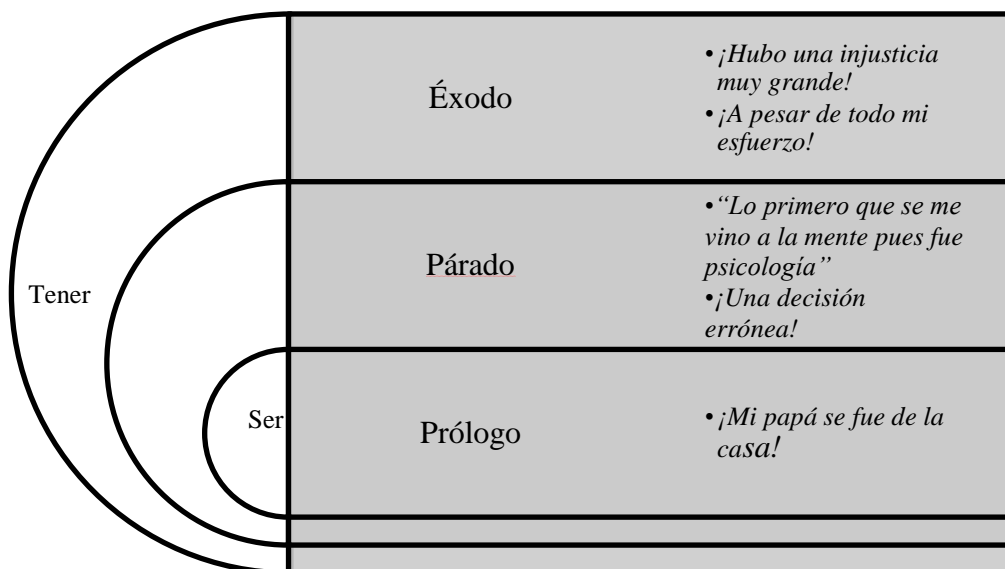 Éxodo
•¡Hubo una injusticia
muy grande!
•¡A pesar de todo mi
esfuerzo!
Párado
•“Lo primero que se me
vino a la mente pues fue
psicología”
•¡Una decisión
errónea!
Tener
Ser
Prólogo
•¡Mi papá se fue de la
casa!